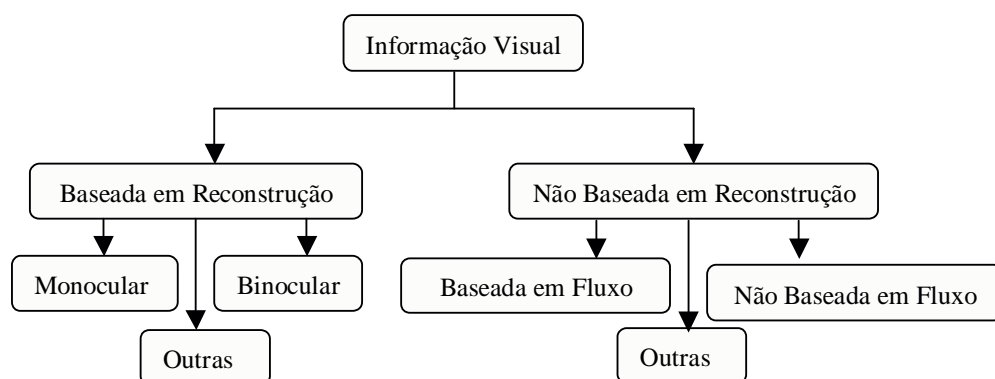 Informação Visual
Baseada em Reconstrução
Não Baseada em Reconstrução
Monocular
Binocular
Baseada em Fluxo
Não Baseada em Fluxo
Outras
Outras